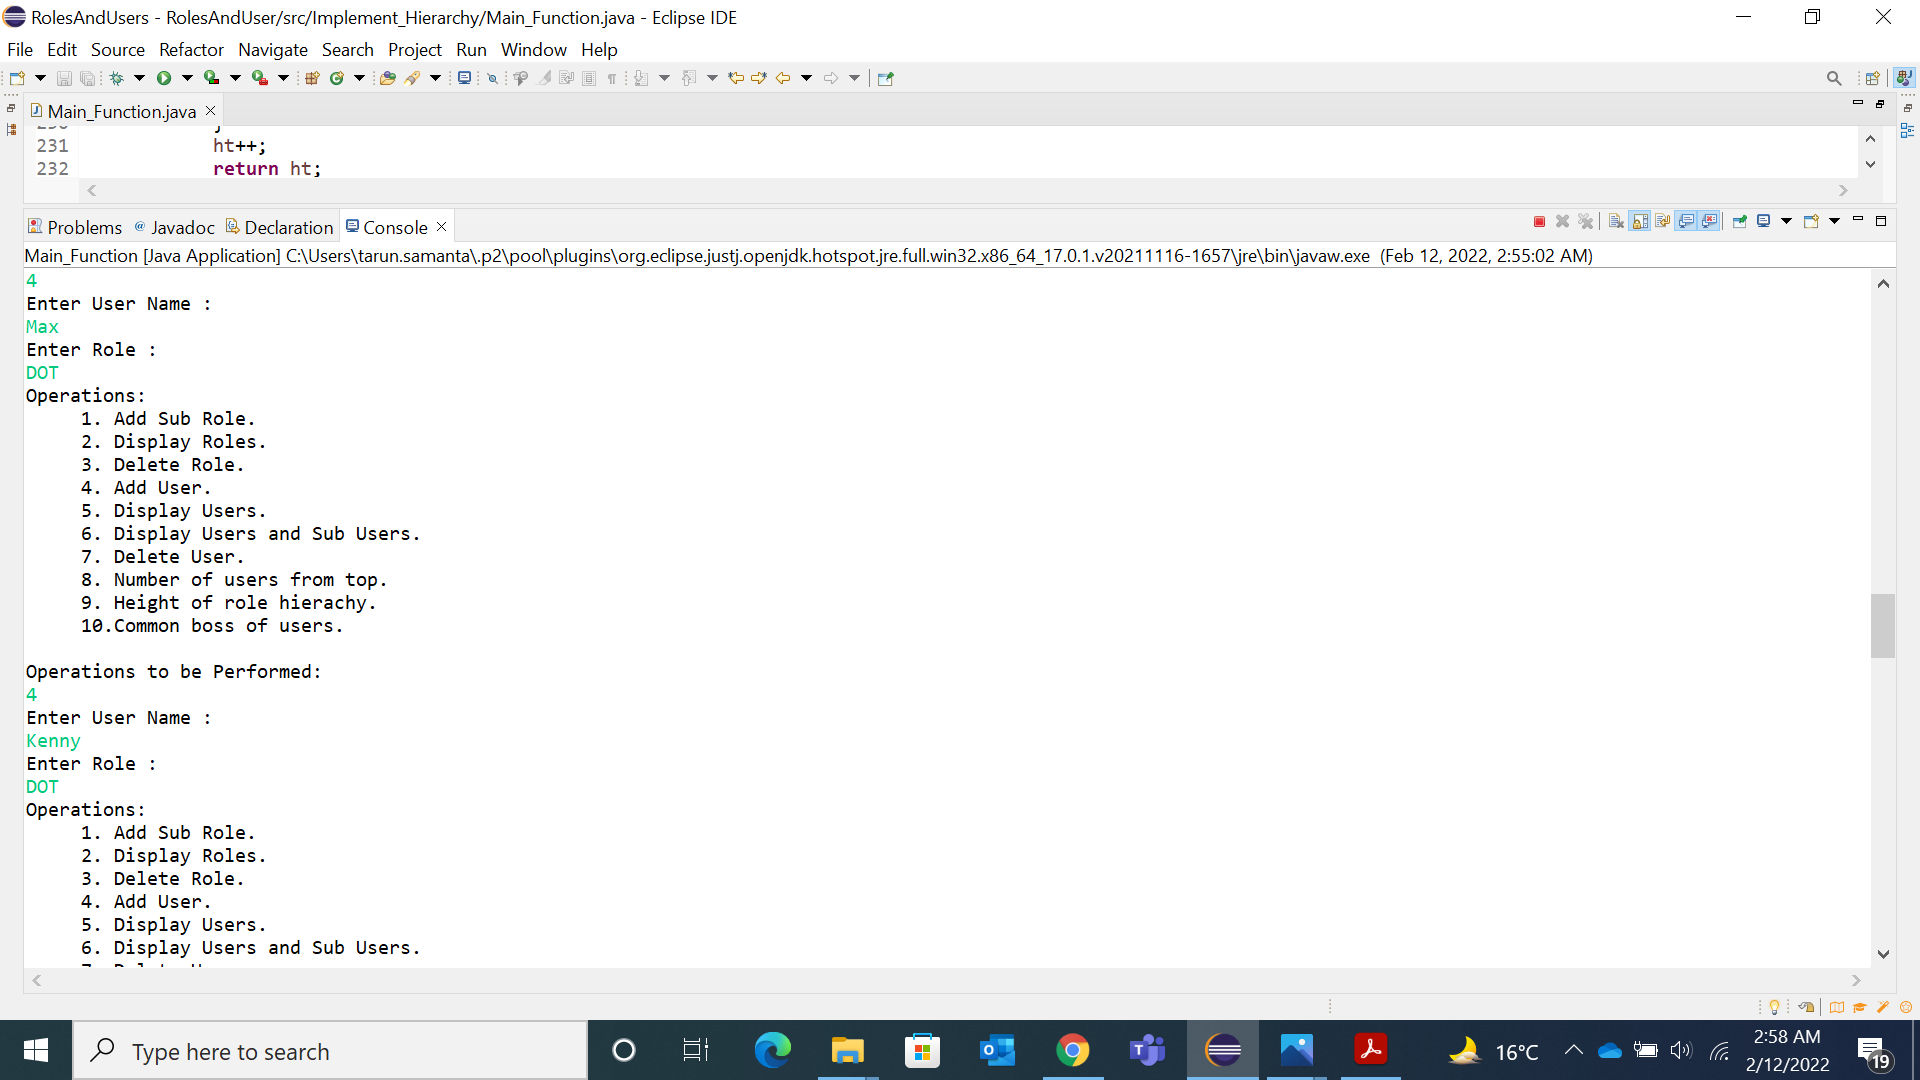 RolesAndUsers - RolesAndUser/src/Implement_Hierarchy/Main_Function.java - Eclipse IDE
File Edit Source Refactor Navigate Search Project Run Window Help
Main_Function.java
231 ht++;
232 return ht;
Problems Javadoc Declaration Console
Main_Function [Java Application] C:\Users\tarun.samanta\.p2\pool\plugins\org.eclipse.justj.openjdk.hotspot.jre.full.win32.x86_64_17.0.1.v20211116-1657\jre\bin\javaw.exe (Feb 12, 2022, 2:55:02 AM)
4
Enter User Name :
Max
Enter Role :
DOT
Operations:
1. Add Sub Role.
2. Display Roles.
3. Delete Role.
4. Add User.
5. Display Users.
6. Display Users and Sub Users.
7. Delete User.
8. Number of users from top.
9. Height of role hierachy.
10.Common boss of users.
Operations to be Performed:
4
Enter User Name :
Kenny
Enter Role :
DOT
Operations:
1. Add Sub Role.
2. Display Roles.
3. Delete Role.
4. Add User.
5. Display Users.
6. Display Users and Sub Users.
Type here to search
16°C
2:58 AM
2/12/2022
19